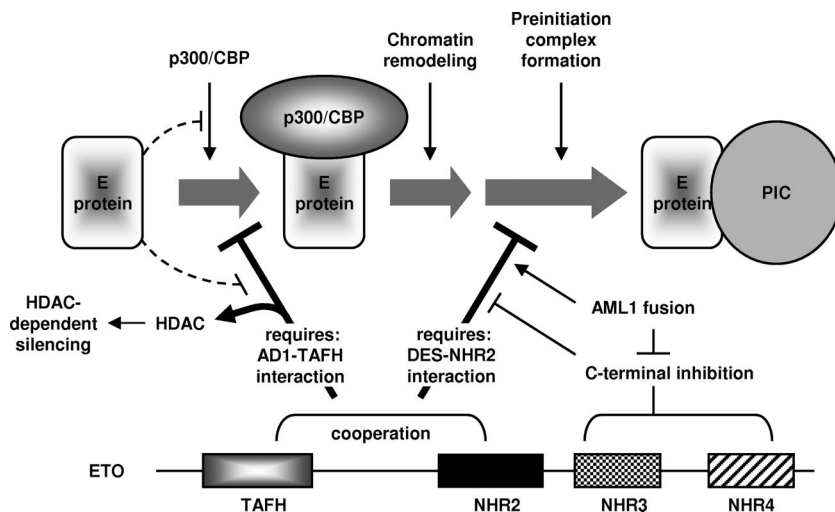 Preinitiation
complex
formation
Chromatin
remodeling
p300/CBP
p300/CBP
E
protein
E
protein
E
protein
PIC
HDAC-
dependent
silencing
HDAC
requires:
AD1-TAFH
interaction
requires:
DES-NHR2
interaction
AML1 fusion
C-terminal inhibition
cooperation
ETO
TAFH
NHR2
NHR3
NHR4